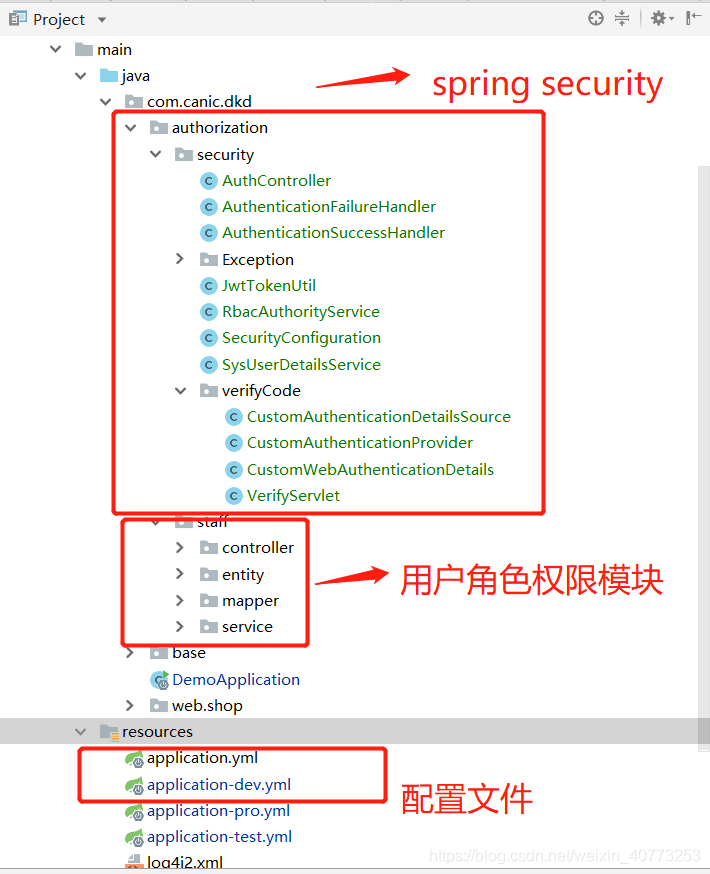 Project
main
java
com.canic.dkd
spring security
authorization
security
AuthController
AuthenticationFailureHandler
AuthenticationSuccessHandler
Exception
JwtTokenUtil
RbacAuthorityService
SecurityConfiguration
SysUserDetailsService
verifyCode
CustomAuthenticationDetailsSource
CustomAuthenticationProvider
CustomWebAuthenticationDetails
VerifyServlet
staff
controller
entity
用户角色权限模块
mapper
service
base
DemoApplication
web.shop
resources
application.yml
application-dev.yml
配置文件
application-pro.yml
application-test.yml
log4j2.xml
https://blog.csdn.net/weixin_40773253